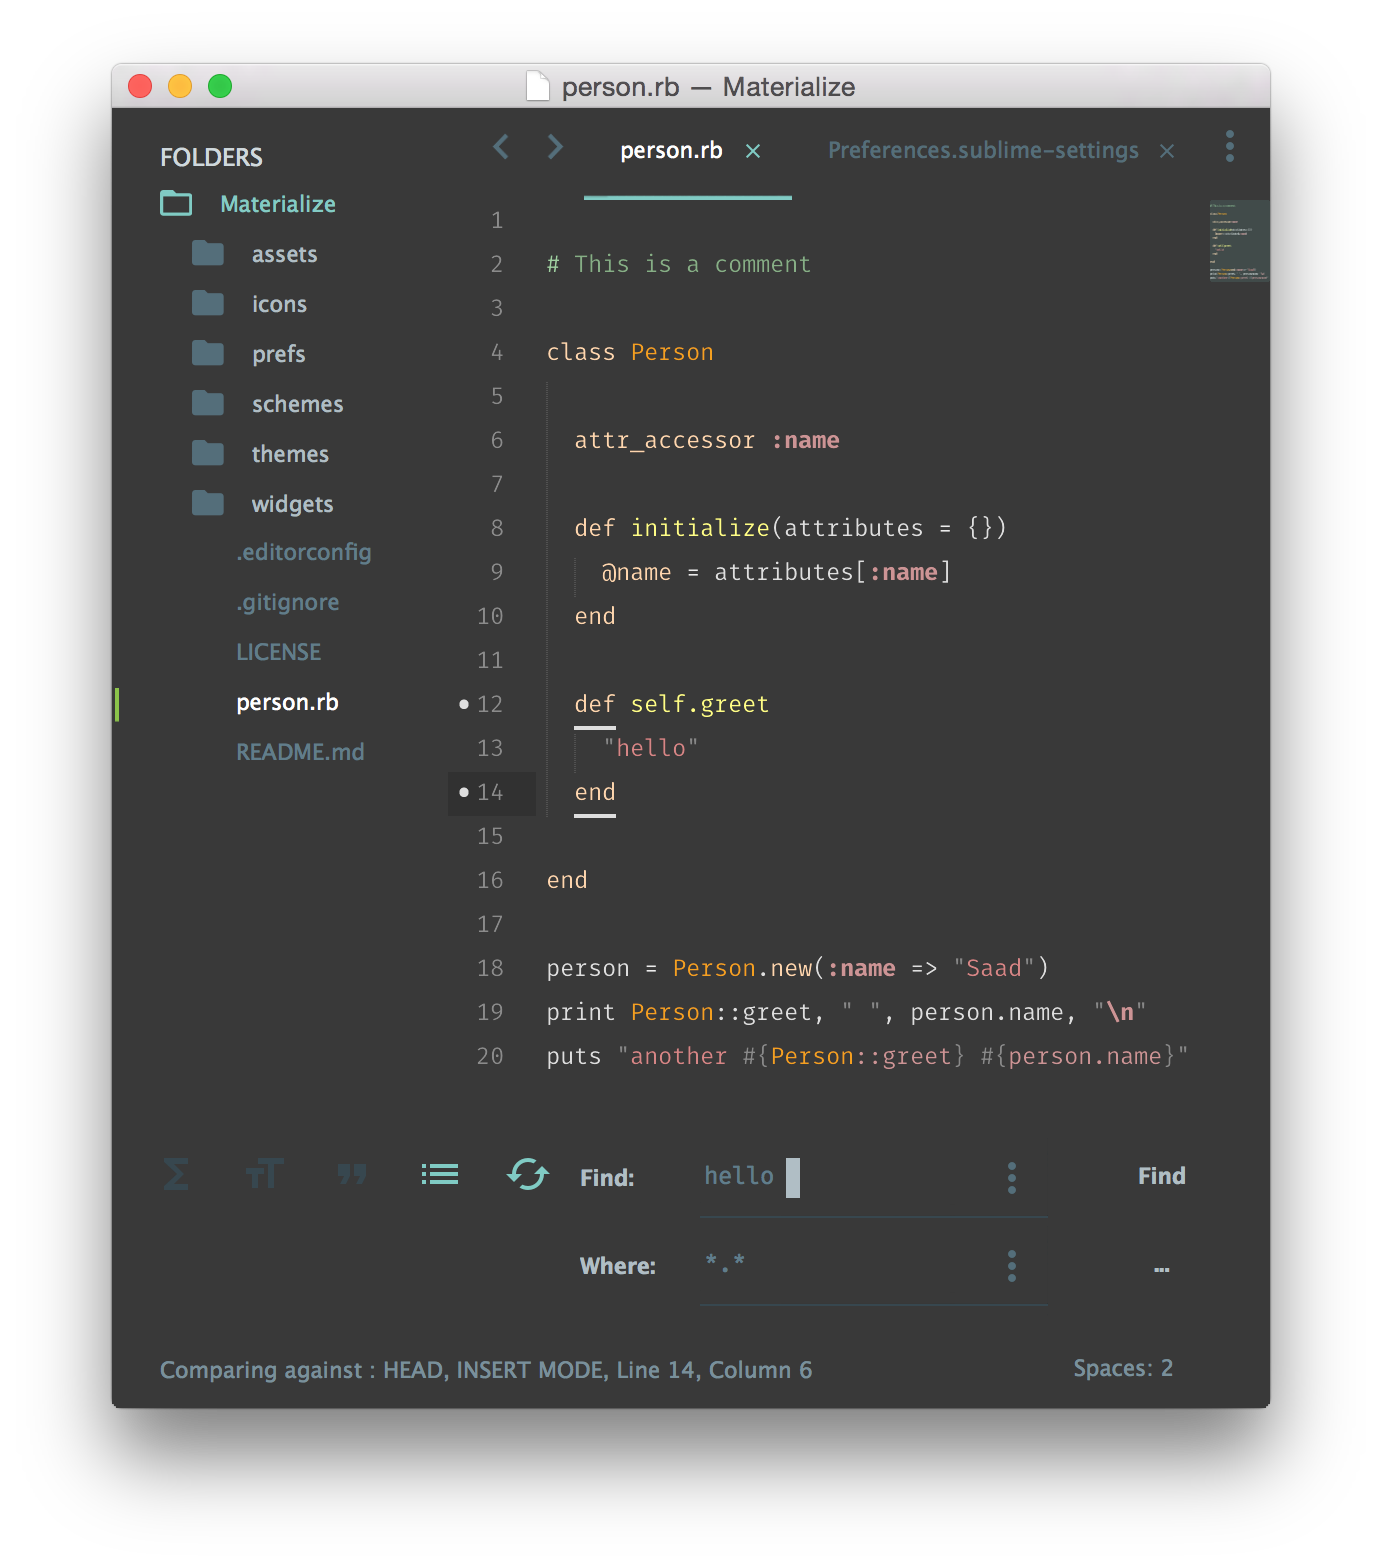 person.rb — Materialize
FOLDERS
Materialize
assets
icons
prefs
schemes
themes
widgets
.editorconfig
.gitignore
LICENSE
person.rb
README.md
person.rb × Preferences.sublime-settings ×
1
2 # This is a comment
3
4 class Person
5
6 attr_accessor :name
7
8 def initialize(attributes = {})
9 @name = attributes[:name]
10 end
11
12 def self.greet
13 "hello"
14 end
15
16 end
17
18 person = Person.new(:name => "Saad")
19 print Person::greet, " ", person.name, "\n"
20 puts "another #{Person::greet} #{person.name}"
Find: hello Find
Where: *.* ...
Comparing against : HEAD, INSERT MODE, Line 14, Column 6 Spaces: 2